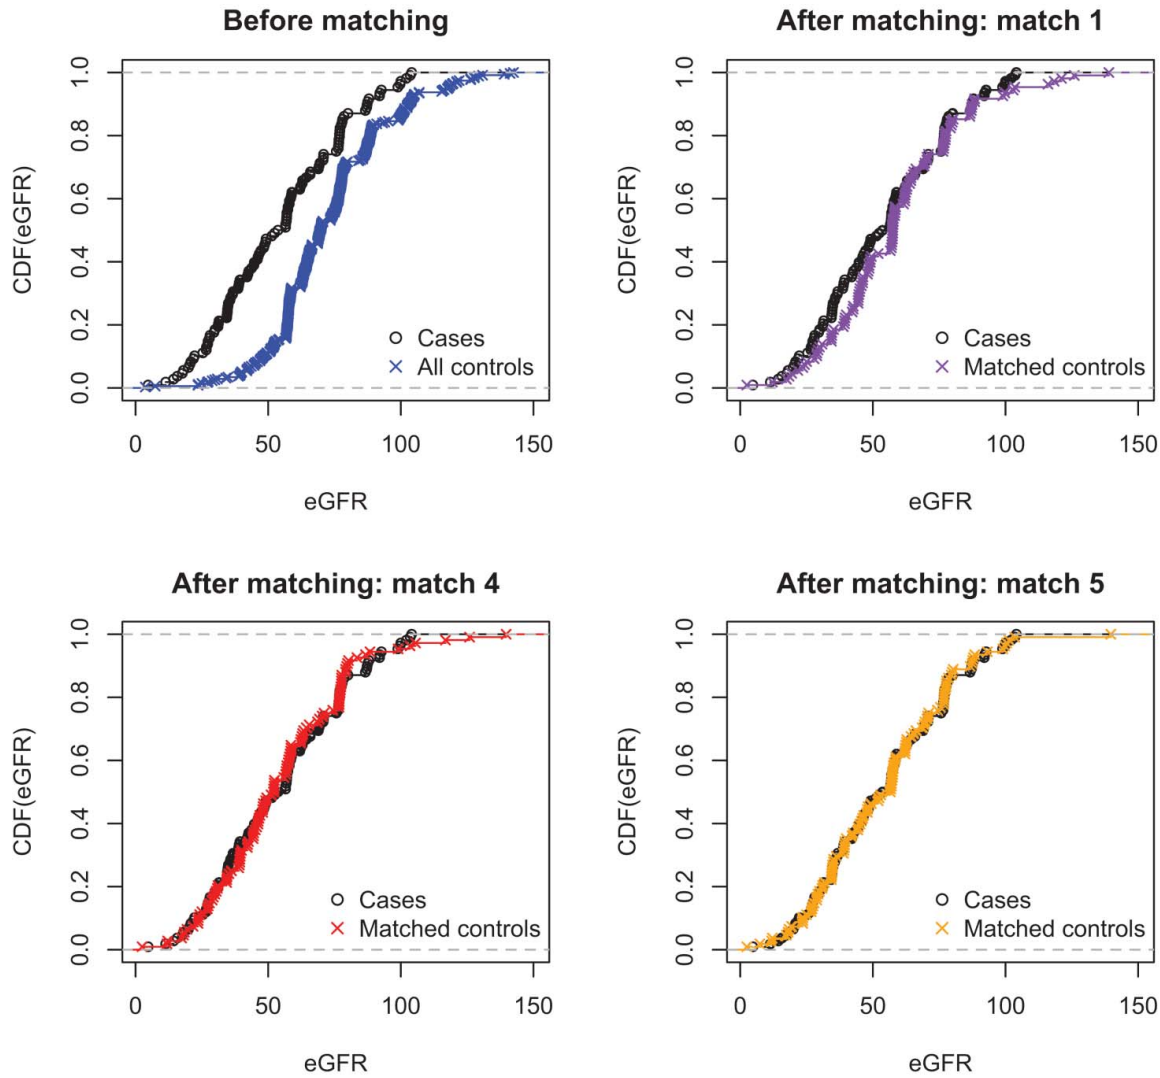 Before matching
CDF(eGFR)
0.0 0.2 0.4 0.6 0.8 1.0
Cases
All controls
0 50 100 150
eGFR
After matching: match 1
CDF(eGFR)
0.0 0.2 0.4 0.6 0.8 1.0
Cases
Matched controls
0 50 100 150
eGFR
After matching: match 4
CDF(eGFR)
0.0 0.2 0.4 0.6 0.8 1.0
Cases
Matched controls
0 50 100 150
eGFR
After matching: match 5
CDF(eGFR)
0.0 0.2 0.4 0.6 0.8 1.0
Cases
Matched controls
0 50 100 150
eGFR